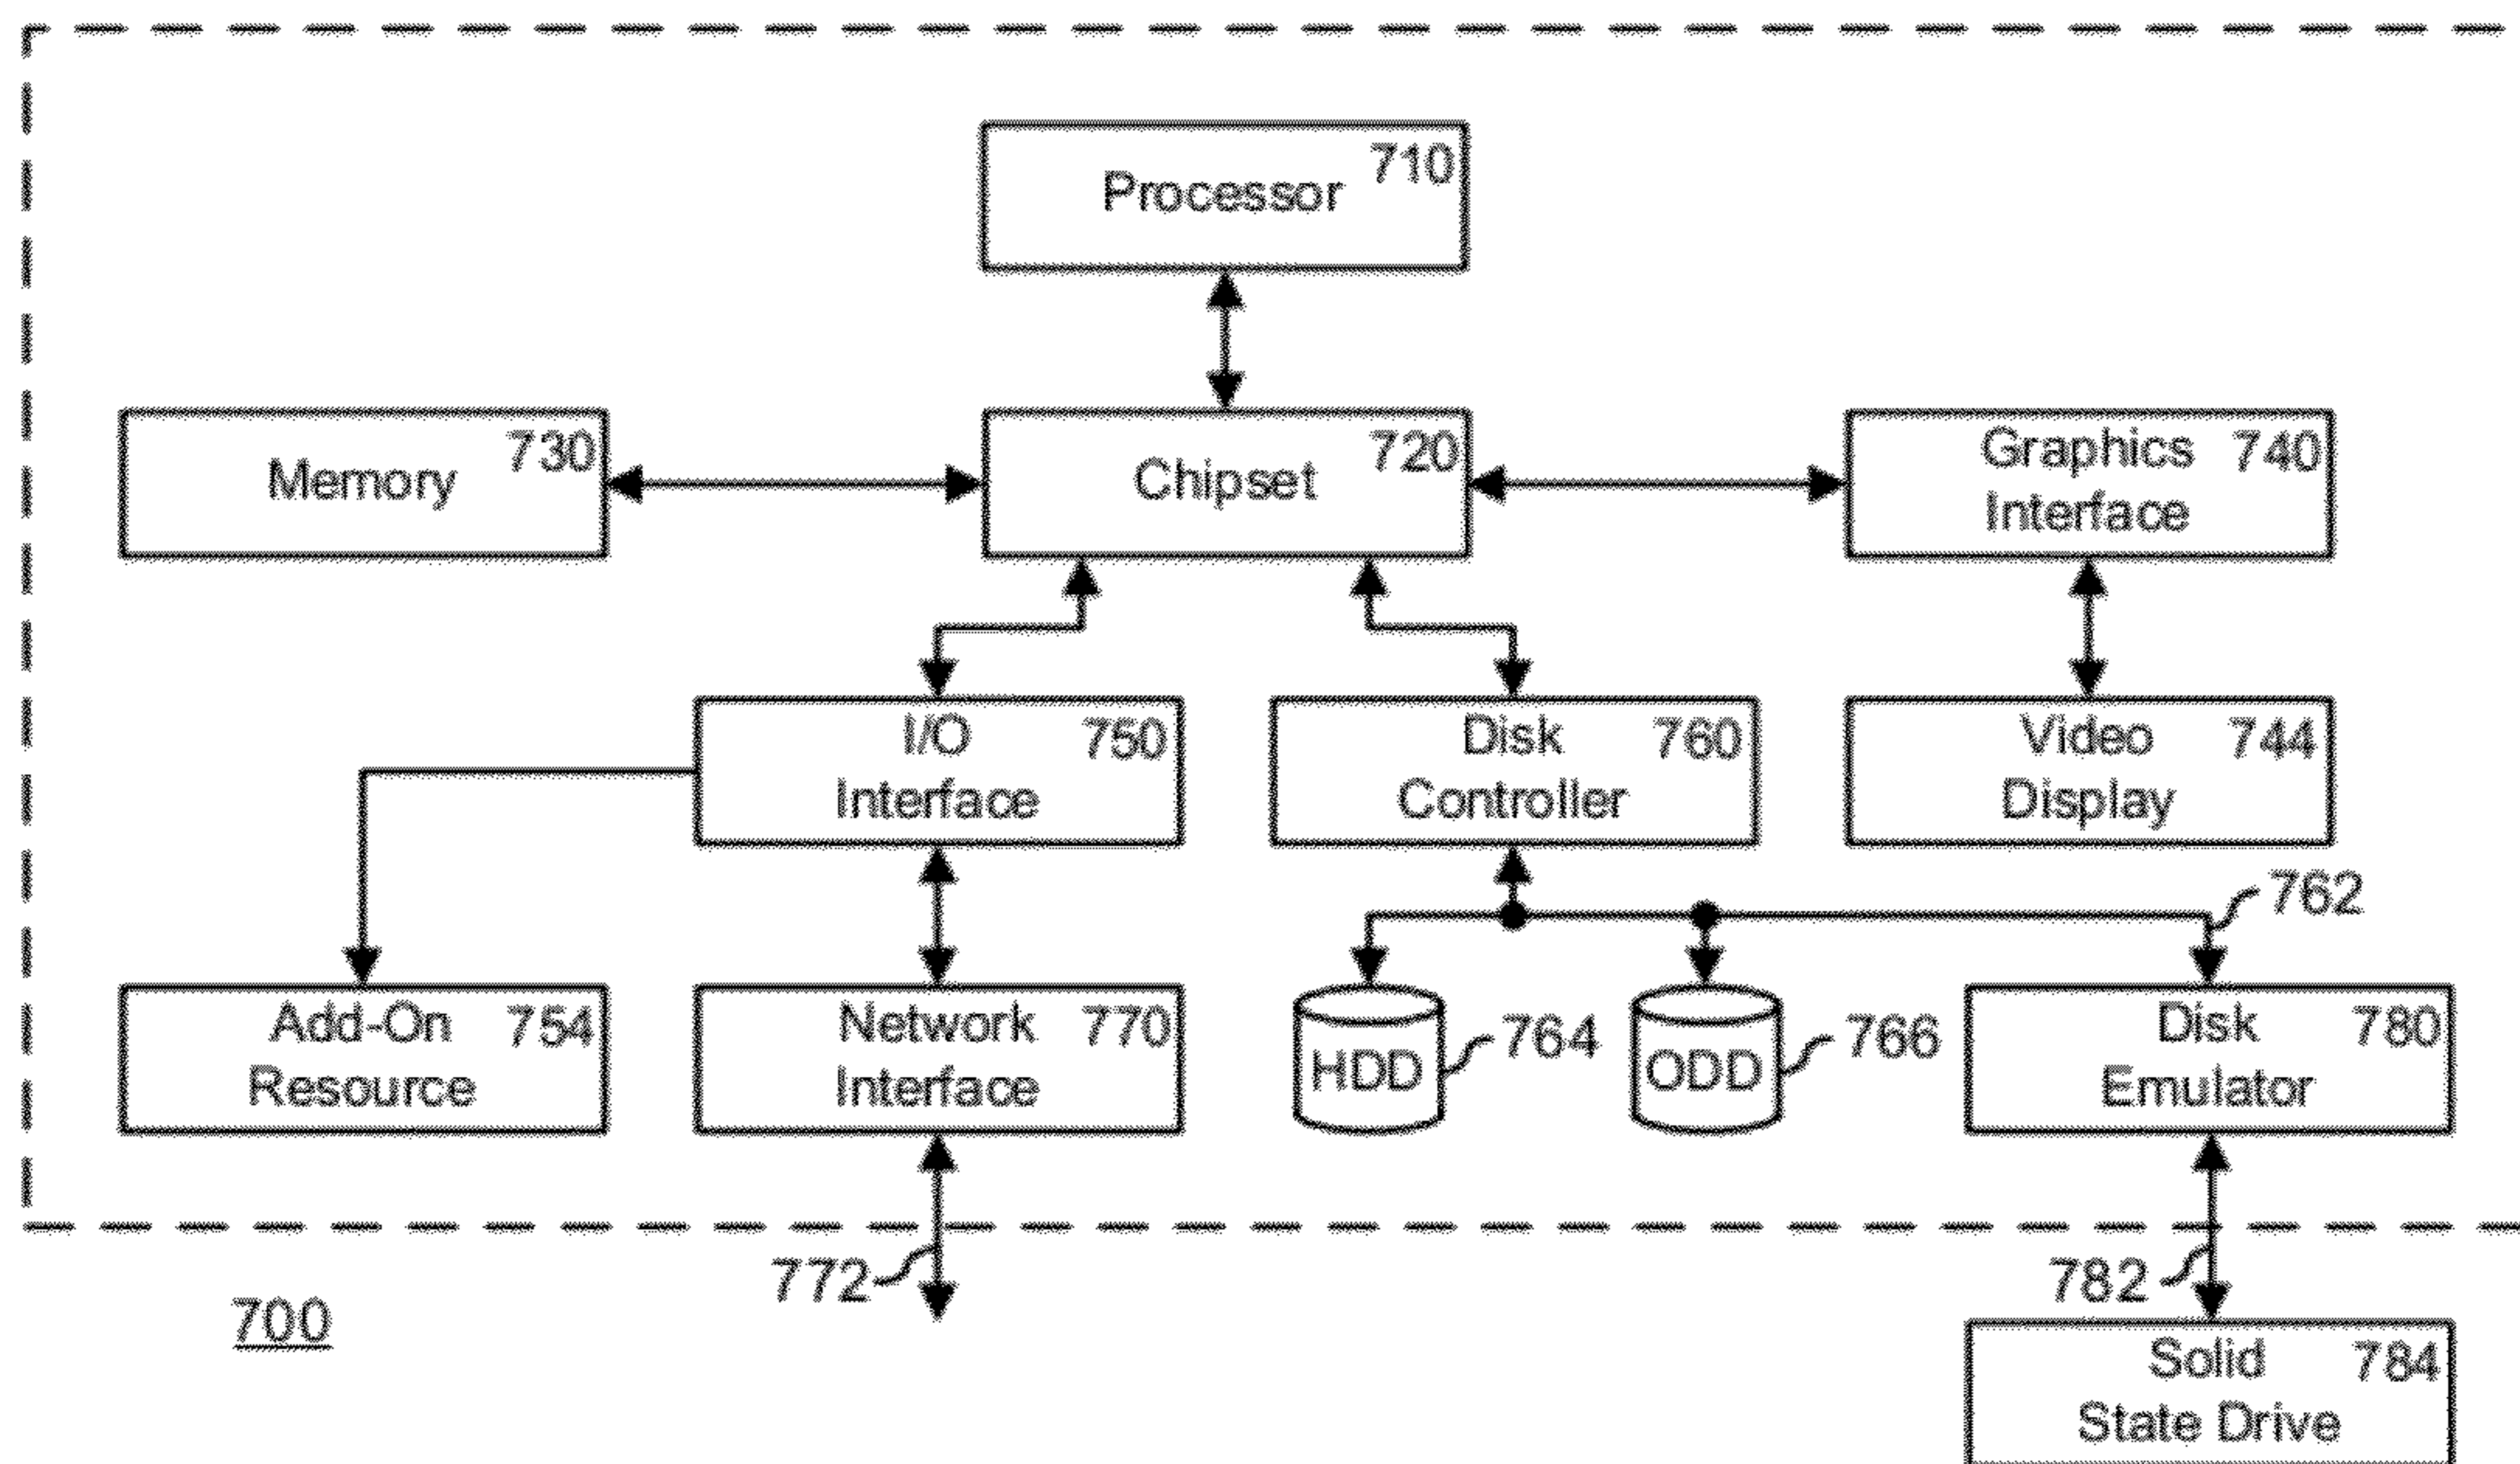 Processor 710
Memory 730
Chipset 720
Graphics 740
Interface
I/O 750
Interface
Disk 760
Controller
Video 744
Display
762
Add-On 754
Resource
Network 770
Interface
HDD
764
ODD
766
Disk 780
Emulator
772
782
700
Solid 784
State Drive